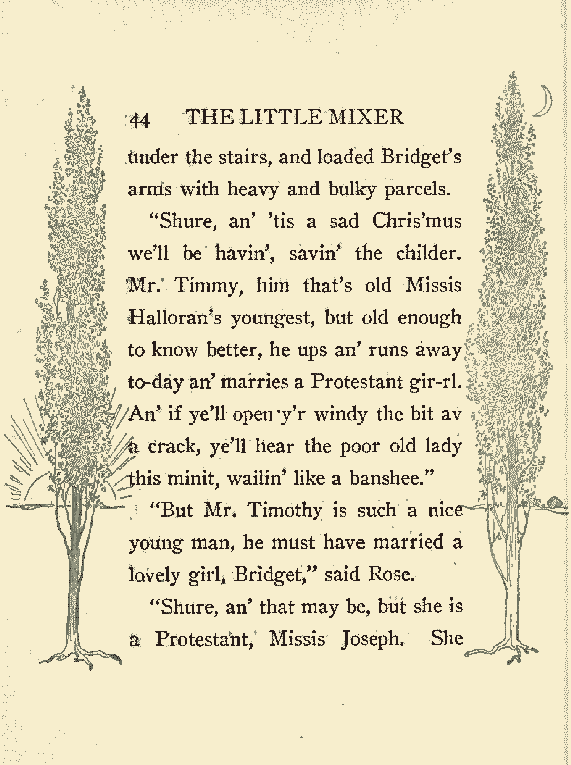 44 THE LITTLE MIXER
under the stairs, and loaded Bridget's
arms with heavy and bulky parcels.
"Shure, an' 'tis a sad Chris'mus
we'll be havin', savin' the childer.
Mr. Timmy, him that's old Missis
Halloran's youngest, but old enough
to know better, he ups an' runs away
to-day an' marries a Protestant gir-rl.
An' if ye'll open y'r windy the bit av
a crack, ye'll hear the poor old lady
this minit, wailin' like a banshee."
"But Mr. Timothy is such a nice
young man, he must have married a
lovely girl, Bridget," said Rose.
"Shure, an' that may be, but she is
a Protestant, Missis Joseph. She